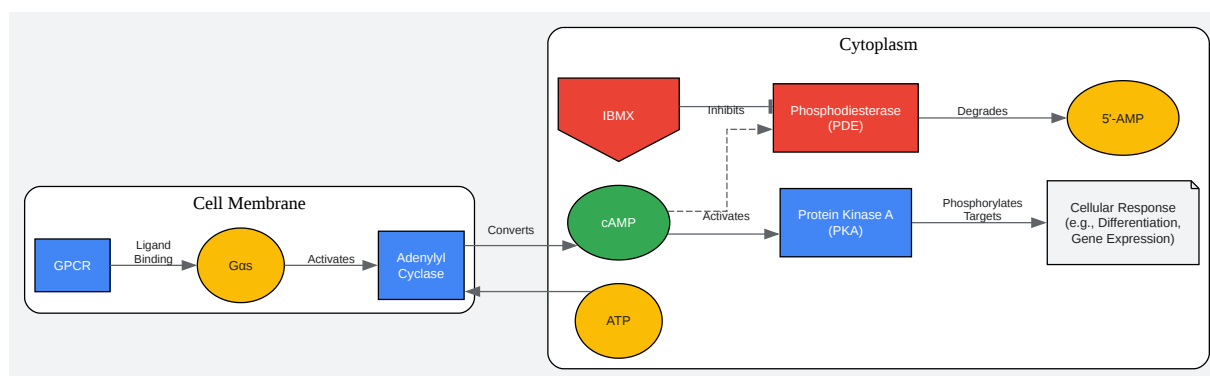 Cytoplasm
IBMX
Inhibits
Phosphodiesterase
(PDE)
Degrades
5'-AMP
Cell Membrane
GPCR
Ligand
Binding
Gαs
Activates
Adenylyl
Cyclase
Converts
cAMP
Activates
Protein Kinase A
(PKA)
Phosphorylates
Targets
Cellular Response
(e.g., Differentiation,
Gene Expression)
ATP